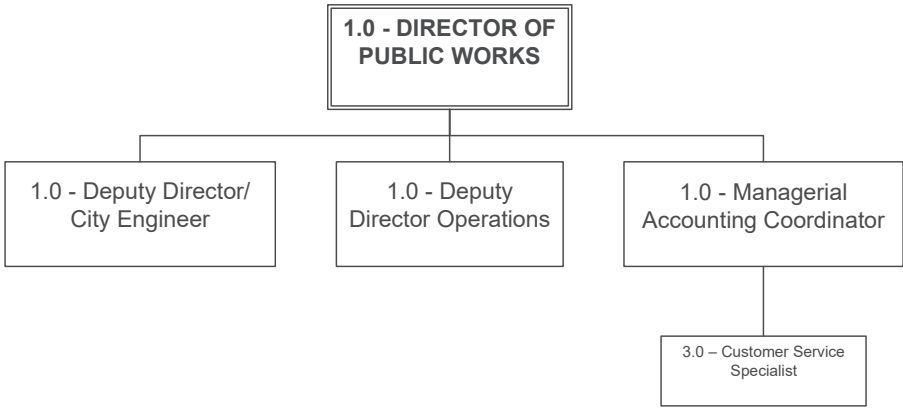 1.0 - DIRECTOR OF
PUBLIC WORKS
1.0 - Deputy Director/
City Engineer
1.0 - Deputy
Director Operations
1.0 - Managerial
Accounting Coordinator
3.0 – Customer Service
Specialist